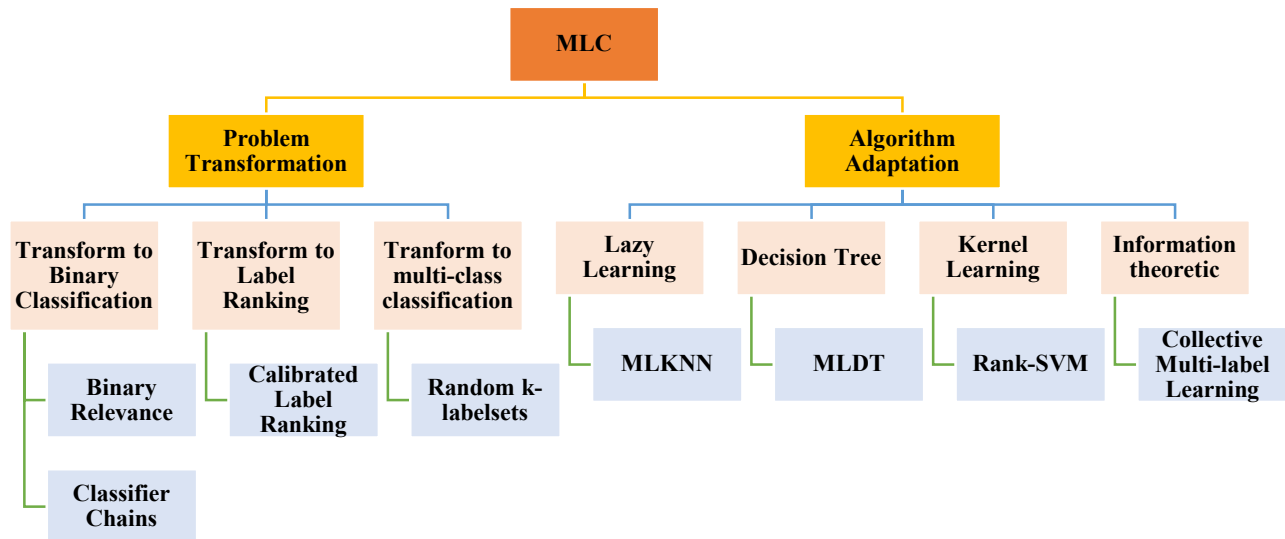 MLC
Problem
Transformation
Algorithm
Adaptation
Transform to
Binary
Classification
Transform to
Label
Ranking
Tranform to
multi-class
classification
Lazy
Learning
Decision Tree
Kernel
Learning
Information
theoretic
Binary
Relevance
Classifier
Chains
Calibrated
Label
Ranking
Random k-
labelsets
MLKNN
MLDT
Rank-SVM
Collective
Multi-label
Learning